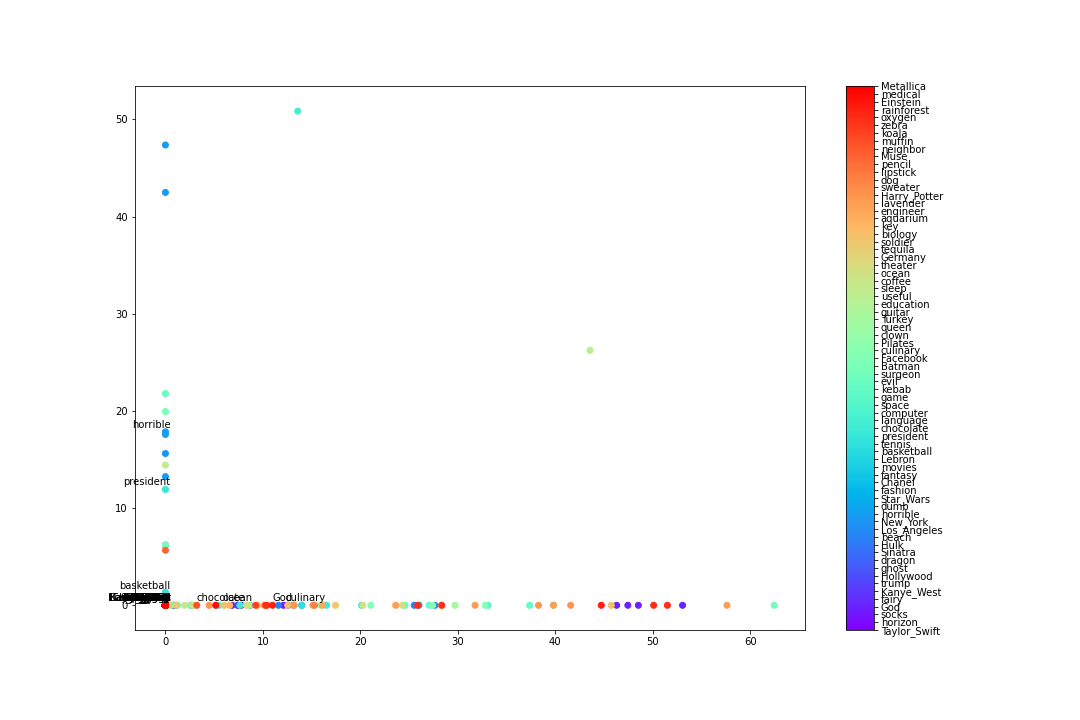 50
40
30
20
10
0
horrible
president
basketball
chocolate
ocean
God
culinary
0
10
20
30
40
50
60
Metallica
medical
Einstein
rainforest
oxygen
zebra
koala
muffin
neighbor
Muse
pencil
lipstick
dog
sweater
Harry_Potter
lavender
engineer
aquarium
key
biology
soldier
tequila
Germany
theater
ocean
coffee
sleep
useful
education
guitar
Turkey
queen
clown
Pilates
culinary
Facebook
Batman
surgeon
evil
kebab
game
space
computer
language
chocolate
president
tennis
basketball
Lebron
movies
fantasy
Chanel
fashion
Star_Wars
dump
horrible
New_York
Los_Angeles
beach
Hulk
Sinatra
dragon
ghost
Hollywood
trump
Kanye_West
fairy
God
socks
horizon
Taylor_Swift